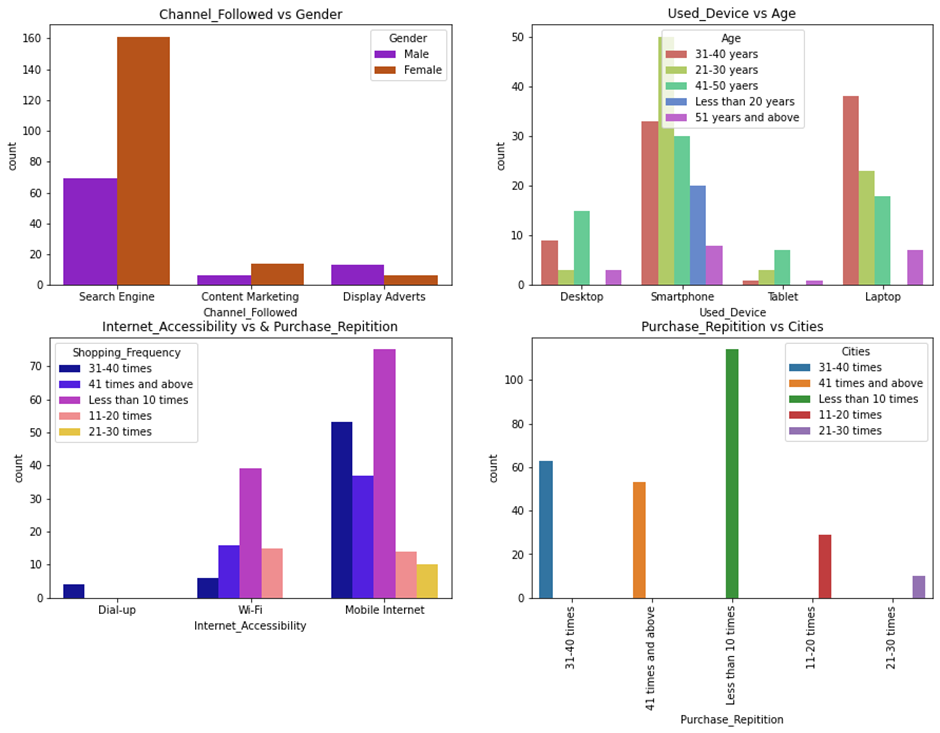 Channel_Followed vs Gender
Gender
Male
Female
count
160
140
120
100
80
60
40
20
0
Search Engine Content Marketing Display Adverts
Channel_Followed
Used_Device vs Age
Age
31-40 years
21-30 years
41-50 yaers
Less than 20 years
51 years and above
count
50
40
30
20
10
0
Desktop Smartphone Tablet Laptop
Used_Device
Internet_Accessibility vs & Purchase_Repitition
Shopping_Frequency
31-40 times
41 times and above
Less than 10 times
11-20 times
21-30 times
count
70
60
50
40
30
20
10
0
Dial-up Wi-Fi Mobile Internet
Internet_Accessibility
Purchase_Repitition vs Cities
Cities
31-40 times
41 times and above
Less than 10 times
11-20 times
21-30 times
count
100
80
60
40
20
0
31-40 times
41 times and above
Less than 10 times
11-20 times
21-30 times
Purchase_Repitition